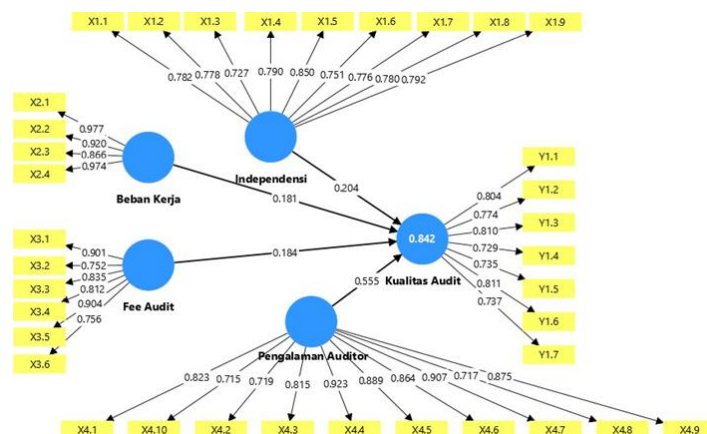 X1.1 X1.2 X1.3 X1.4 X1.5 X1.6 X1.7 X1.8 X1.9
0.782 0.778 0.727 0.790 0.850 0.751 0.776 0.780 0.792
X2.1
X2.2
X2.3
X2.4
0.977
0.920
0.866
0.974
Beban Kerja
Independensi
0.204
0.181
X3.1
X3.2
X3.3
X3.4
X3.5
X3.6
0.901
0.752
0.835
0.812
0.904
0.756
Fee Audit
0.184
0.842
Kualitas Audit
0.555
Y1.1
Y1.2
Y1.3
Y1.4
Y1.5
Y1.6
Y1.7
0.804
0.774
0.810
0.729
0.735
0.811
0.737
Pengalaman Auditor
0.823 0.715 0.719 0.815 0.923 0.889 0.864 0.907 0.717 0.875
X4.1 X4.10 X4.2 X4.3 X4.4 X4.5 X4.6 X4.7 X4.8 X4.9